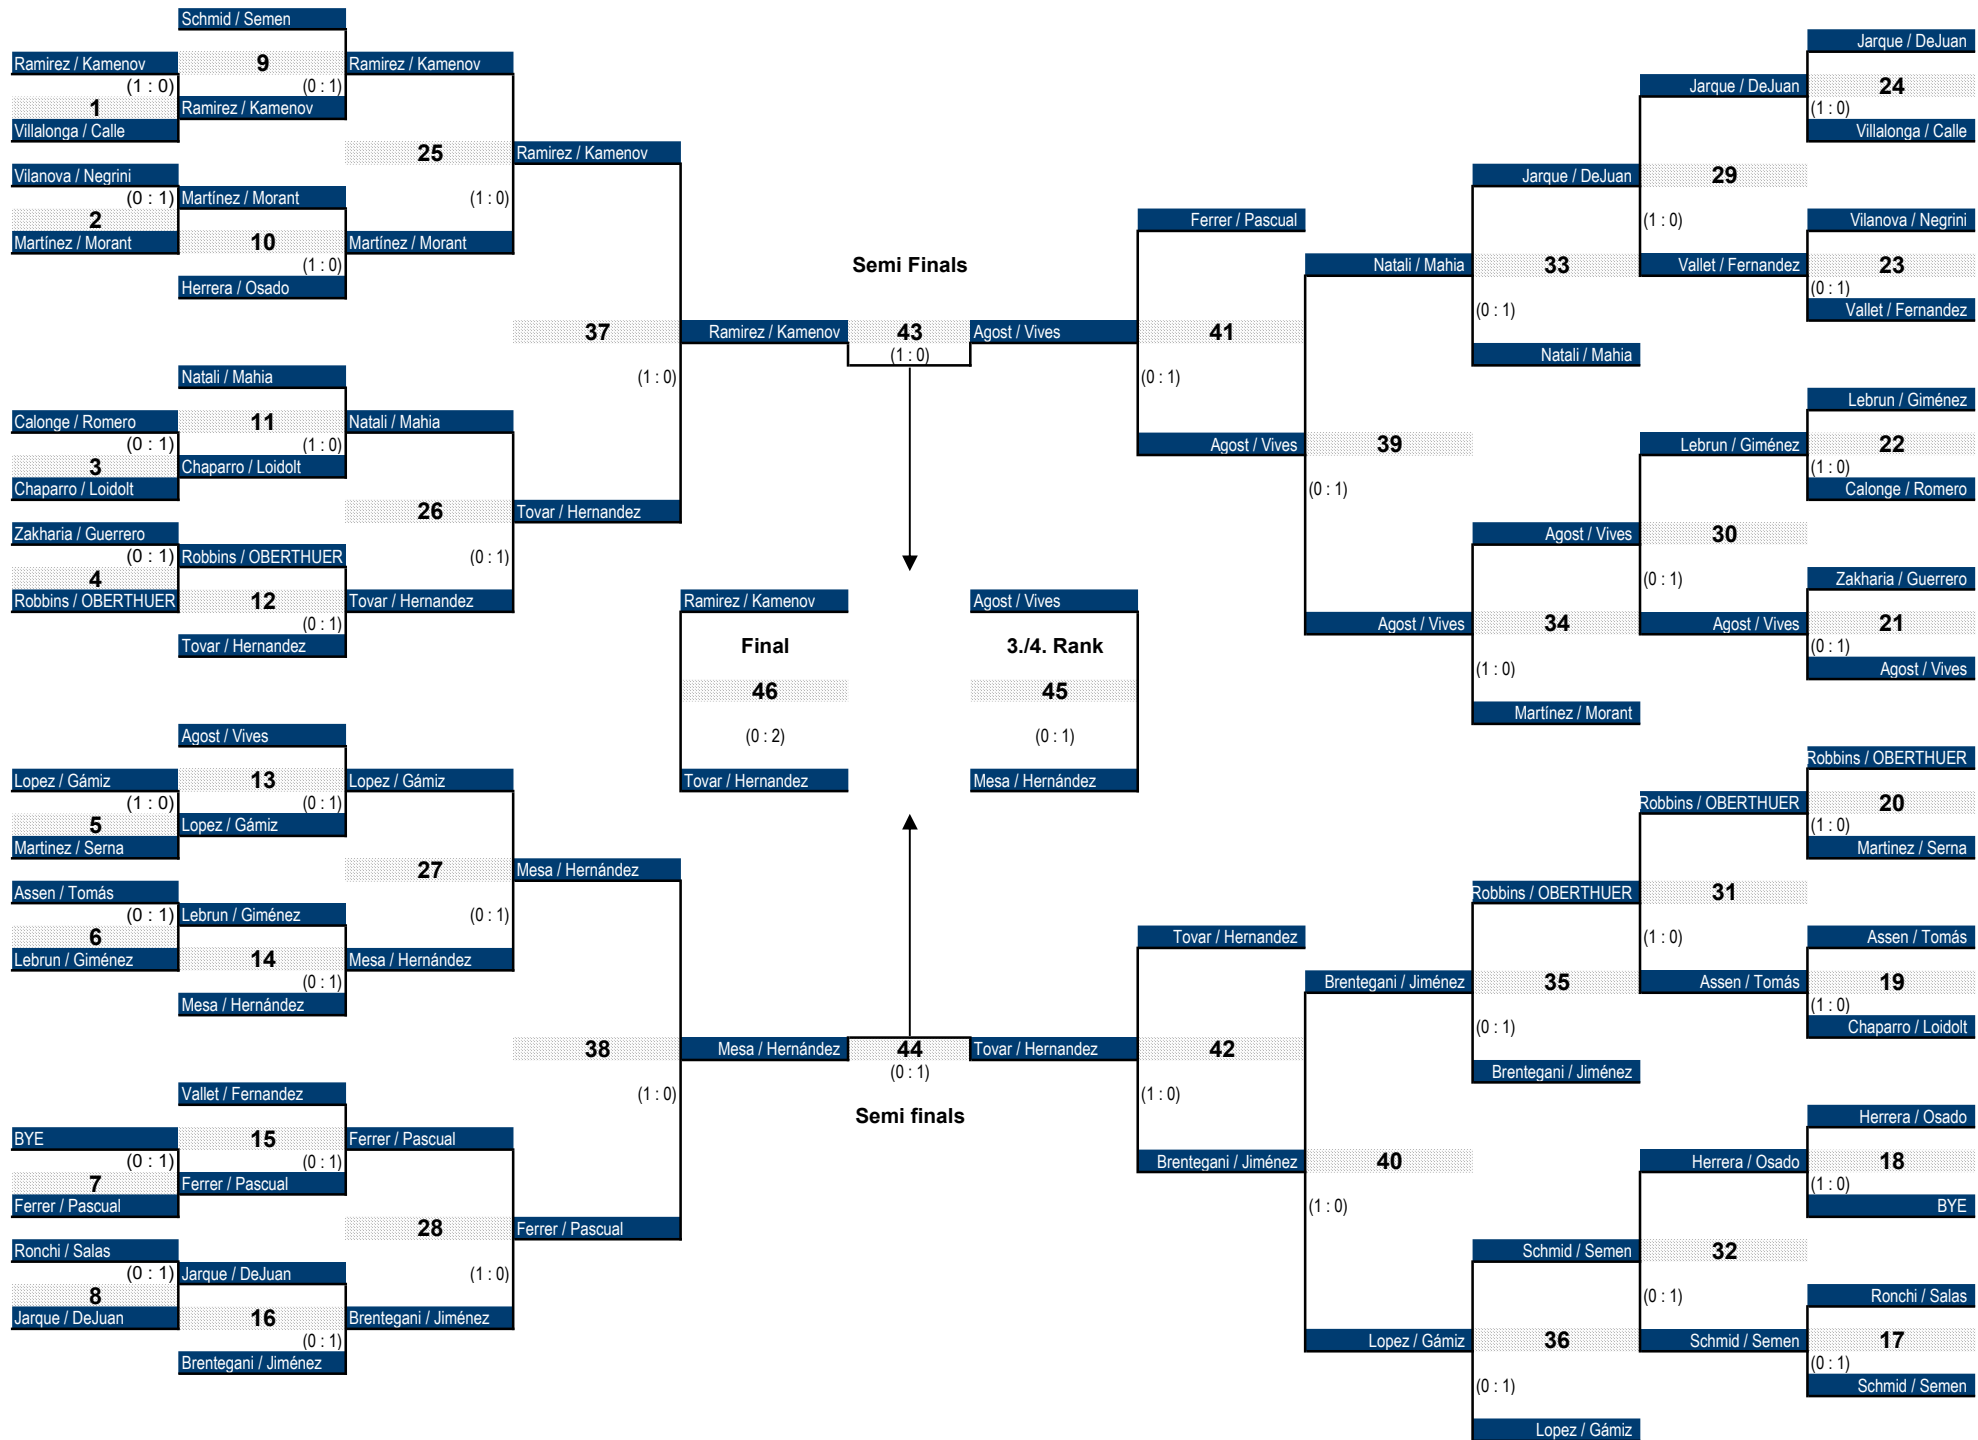 Schmid / Semen
Ramirez / Kamenov
9
Ramirez / Kamenov
(1 : 0)
(0 : 1)
1
Ramirez / Kamenov
Villalonga / Calle
25
Ramirez / Kamenov
Vilanova / Negrini
(0 : 1)
Martínez / Morant
(1 : 0)
2
Martínez / Morant
10
Martínez / Morant
(1 : 0)
Herrera / Osado
37
Ramirez / Kamenov
(1 : 0)
Natali / Mahia
Calonge / Romero
11
Natali / Mahia
(0 : 1)
(1 : 0)
3
Chaparro / Loidolt
Chaparro / Loidolt
26
Tovar / Hernandez
Zakharia / Guerrero
(0 : 1)
Robbins / OBERTHUER
(0 : 1)
4
Robbins / OBERTHUER
12
Tovar / Hernandez
(0 : 1)
Tovar / Hernandez
Agost / Vives
Lopez / Gámiz
13
Lopez / Gámiz
(1 : 0)
(0 : 1)
5
Lopez / Gámiz
Martinez / Serna
27
Mesa / Hernández
Assen / Tomás
(0 : 1)
Lebrun / Giménez
(0 : 1)
6
Lebrun / Giménez
14
Mesa / Hernández
(0 : 1)
Mesa / Hernández
38
Mesa / Hernández
(1 : 0)
Vallet / Fernandez
BYE
15
Ferrer / Pascual
(0 : 1)
(0 : 1)
7
Ferrer / Pascual
Ferrer / Pascual
28
Ferrer / Pascual
Ronchi / Salas
(0 : 1)
Jarque / DeJuan
(1 : 0)
8
Jarque / DeJuan
16
Brentegani / Jiménez
(0 : 1)
Brentegani / Jiménez
Semi Finals
43
Agost / Vives
(1 : 0)
Ramirez / Kamenov
Final
46
(0 : 2)
Tovar / Hernandez
Agost / Vives
3./4. Rank
45
(0 : 1)
Mesa / Hernández
44
Tovar / Hernandez
(0 : 1)
Semi finals
Ferrer / Pascual
41
(0 : 1)
Agost / Vives
Natali / Mahia
39
(0 : 1)
Agost / Vives
Jarque / DeJuan
33
(0 : 1)
Natali / Mahia
Agost / Vives
34
(1 : 0)
Martínez / Morant
Jarque / DeJuan
29
(1 : 0)
Vallet / Fernandez
Lebrun / Giménez
30
(0 : 1)
Agost / Vives
Jarque / DeJuan
24
(1 : 0)
Villalonga / Calle
Vilanova / Negrini
23
(0 : 1)
Vallet / Fernandez
Lebrun / Giménez
22
(1 : 0)
Calonge / Romero
Zakharia / Guerrero
21
(0 : 1)
Agost / Vives
Tovar / Hernandez
42
(1 : 0)
Brentegani / Jiménez
Brentegani / Jiménez
40
(1 : 0)
Lopez / Gámiz
Robbins / OBERTHUER
35
(0 : 1)
Brentegani / Jiménez
Schmid / Semen
36
(0 : 1)
Lopez / Gámiz
Robbins / OBERTHUER
31
(1 : 0)
Assen / Tomás
Herrera / Osado
32
(0 : 1)
Schmid / Semen
Robbins / OBERTHUER
20
(1 : 0)
Martinez / Serna
Assen / Tomás
19
(1 : 0)
Chaparro / Loidolt
Herrera / Osado
18
(1 : 0)
BYE
Ronchi / Salas
17
(0 : 1)
Schmid / Semen